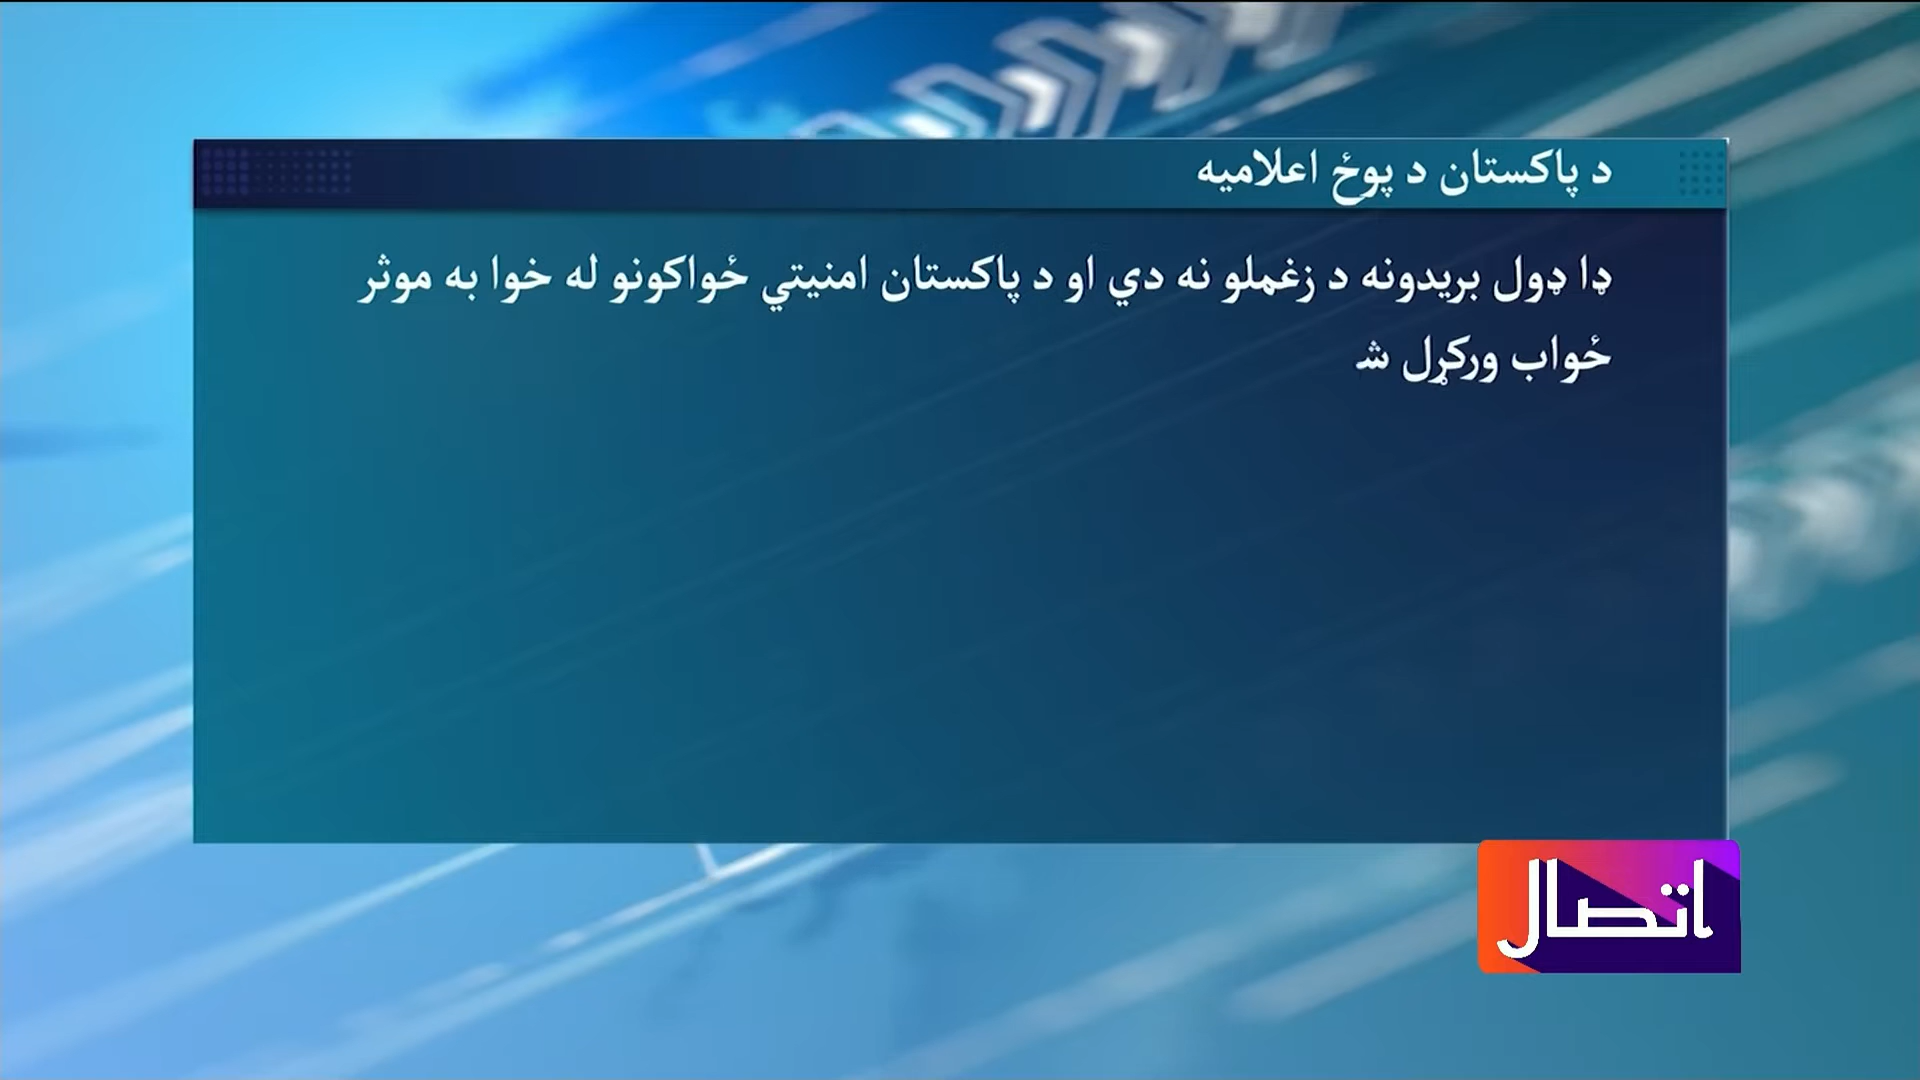 د پاکستان د پوځ اعلامیه
ډا ډول بریدونه د زغملو نه دي او د پاکستان امنیتي ځواکونو له خوا به موثر
ځواب ورکړل ش
اتصال